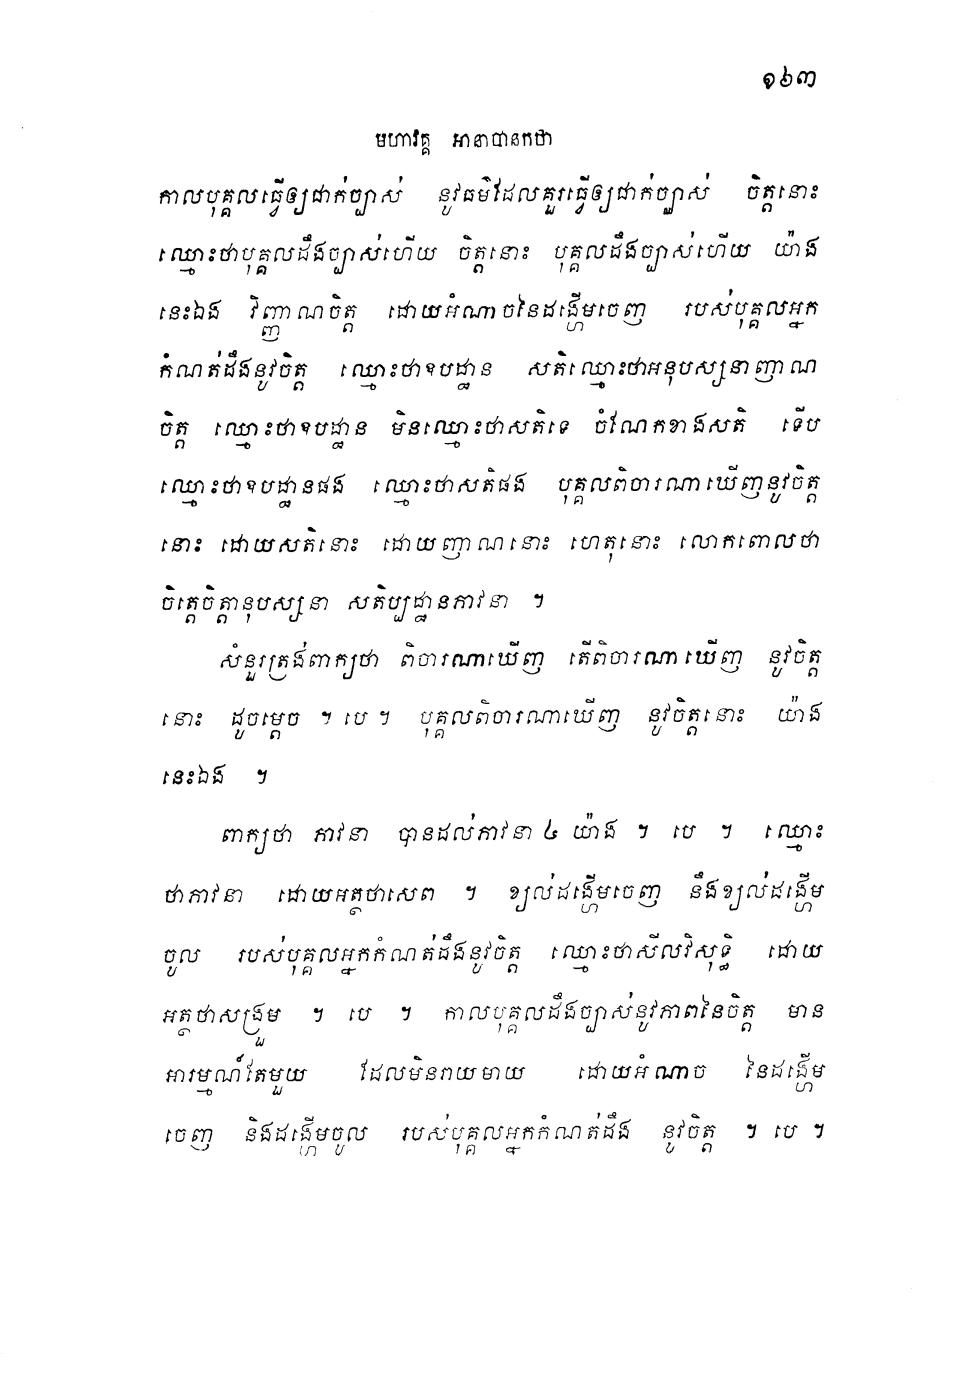 ១៦៣
មហាវគ្គ អានាបានកថា
កាលបុគ្គលធ្វើឲ្យជាក់ច្បាស់ នូវធម៌ដែលគួរធ្វើឲ្យជាក់ច្បាស់ ចិត្តនោះ
ឈ្មោះថាបុគ្គលដឹងច្បាស់ហើយ ចិត្តនោះ បុគ្គលដឹងច្បាស់ហើយ យ៉ាង
នេះឯង វិញ្ញាណចិត្ត ដោយអំណាចនៃដង្ហើមចេញ របស់បុគ្គលអ្នក
កំណត់ដឹងនូវចិត្ត ឈ្មោះថាឧបដ្ឋាន សតិឈ្មោះថាអនុបស្សនាញាណ
ចិត្ត ឈ្មោះថាឧបដ្ឋាន មិនឈ្មោះថាសតិទេ ចំណែកខាងសតិ ទើប
ឈ្មោះថាឧបដ្ឋានផង ឈ្មោះថាសតិផង បុគ្គលពិចារណាឃើញនូវចិត្ត
នោះ ដោយសតិនោះ ដោយញាណនោះ ហេតុនោះ លោកពោលថា
ចិត្តេចិត្តានុបស្សនា សតិប្បដ្ឋានភាវនា ។
សំនួរត្រង់ពាក្យថា ពិចារណាឃើញ តើពិចារណាឃើញ នូវចិត្ត
នោះ ដូចម្តេច ។ បេ ។ បុគ្គលពិចារណាឃើញ នូវចិត្តនោះ យ៉ាង
នេះឯង ។
ពាក្យថា ភាវនា បានដល់ភាវនា ៤ យ៉ាង ។ បេ ។ ឈ្មោះ
ថាភាវនា ដោយអត្ថថាសេព ។ ខ្យល់ដង្ហើមចេញ នឹងខ្យល់ដង្ហើម
ចូល របស់បុគ្គលអ្នកកំណត់ដឹងនូវចិត្ត ឈ្មោះថាសីលវិសុទ្ធិ ដោយ
អត្ថថាសង្រួម ។ បេ ។ កាលបុគ្គលដឹងច្បាស់នូវភាពនៃចិត្ត មាន
អារម្មណ៍តែមួយ ដែលមិនរាយមាយ ដោយអំណាច នៃដង្ហើម
ចេញ និងដង្ហើមចូល របស់បុគ្គលអ្នកកំណត់ដឹង នូវចិត្ត ។ បេ ។